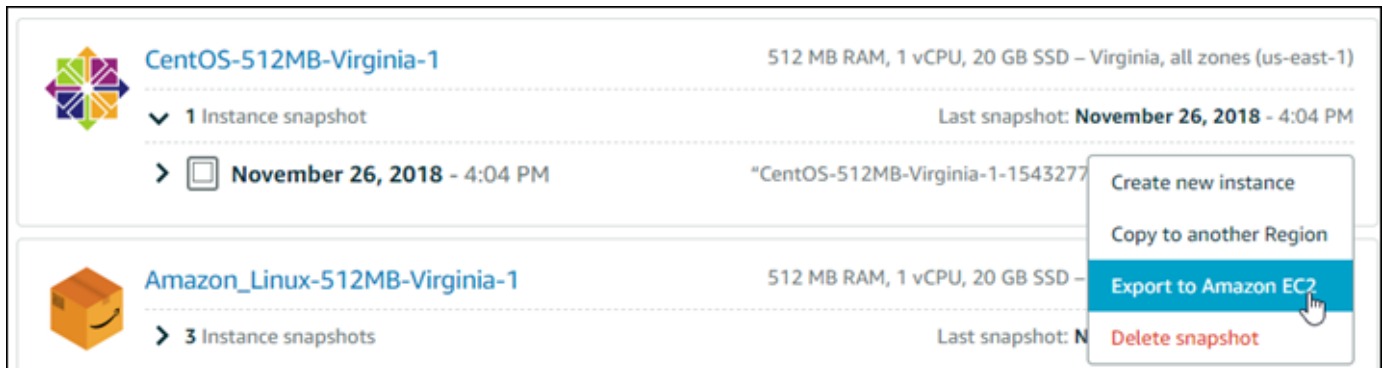 CentOS-512MB-Virginia-1
512 MB RAM, 1 vCPU, 20 GB SSD – Virginia, all zones (us-east-1)
1 Instance snapshot
Last snapshot: November 26, 2018 - 4:04 PM
November 26, 2018 - 4:04 PM
"CentOS-512MB-Virginia-1-1543277
Create new instance
Copy to another Region
Export to Amazon EC2
Delete snapshot
Amazon_Linux-512MB-Virginia-1
512 MB RAM, 1 vCPU, 20 GB SSD –
3 Instance snapshots
Last snapshot: N